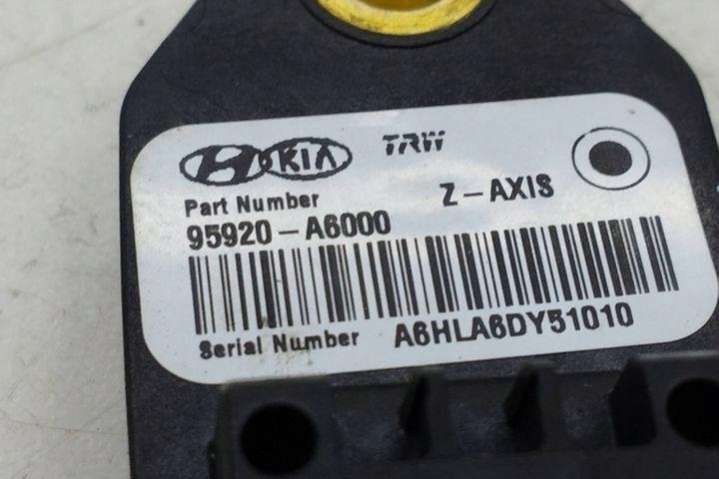 H KIA TRW
Z-AXIS
Part Number
95920-A6000
Serial Number A6HLA6DY51010